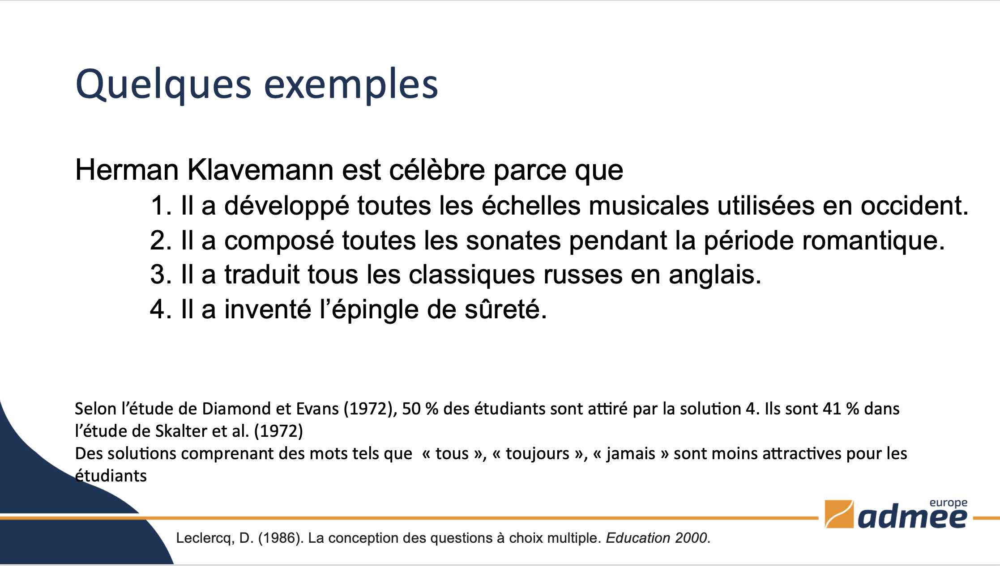 Quelques exemples
Herman Klavemann est célèbre parce que
1. Il a développé toutes les échelles musicales utilisées en occident.
2. Il a composé toutes les sonates pendant la période romantique.
3. Il a traduit tous les classiques russes en anglais.
4. Il a inventé l’épingle de sûreté.
Selon l’étude de Diamond et Evans (1972), 50 % des étudiants sont attiré par la solution 4. Ils sont 41 % dans
l’étude de Skalter et al. (1972)
Des solutions comprenant des mots tels que  « tous », « toujours », « jamais » sont moins attractives pour les
étudiants
europe
admee
Leclercq, D. (1986). La conception des questions à choix multiple. Education 2000.